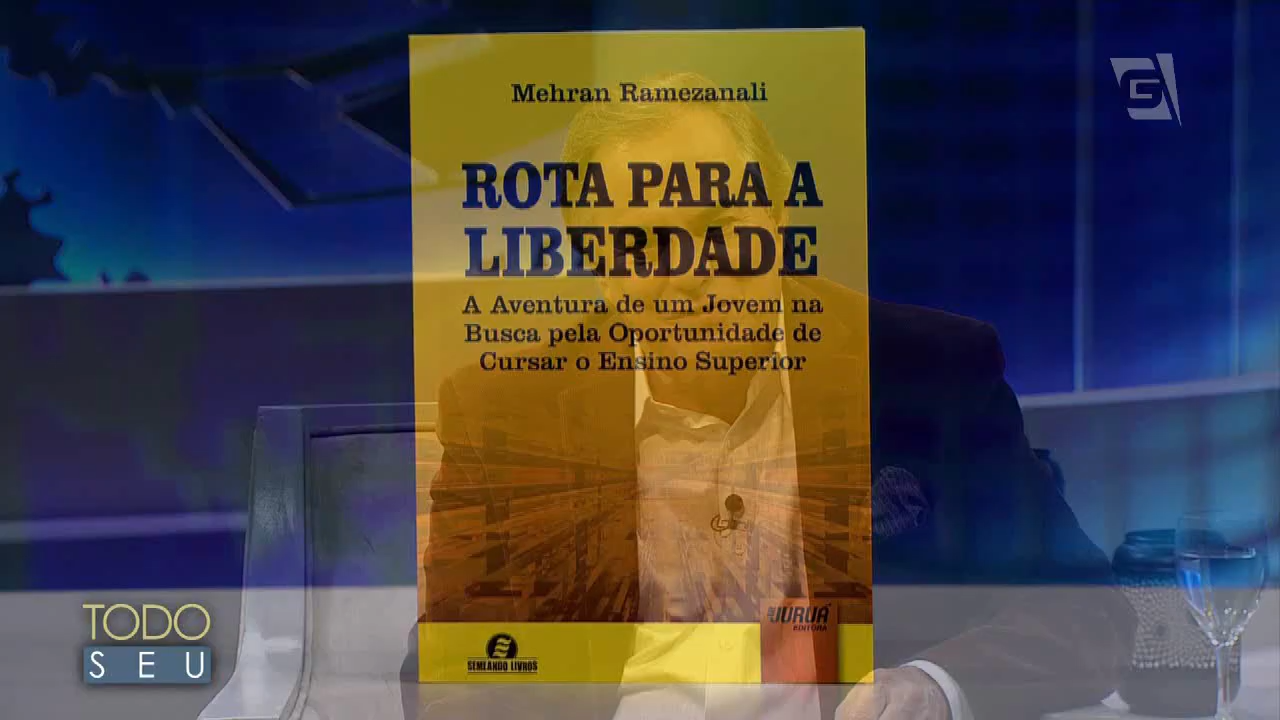 Mehran Ramezanali
ROTA PARA A
LIBERDADE
A Aventura de um Jovem na
Busca pela Oportunidade de
Cursar o Ensino Superior
SEMEANDO LIVROS
JURUÁ
EDITORA
TODO
SEU